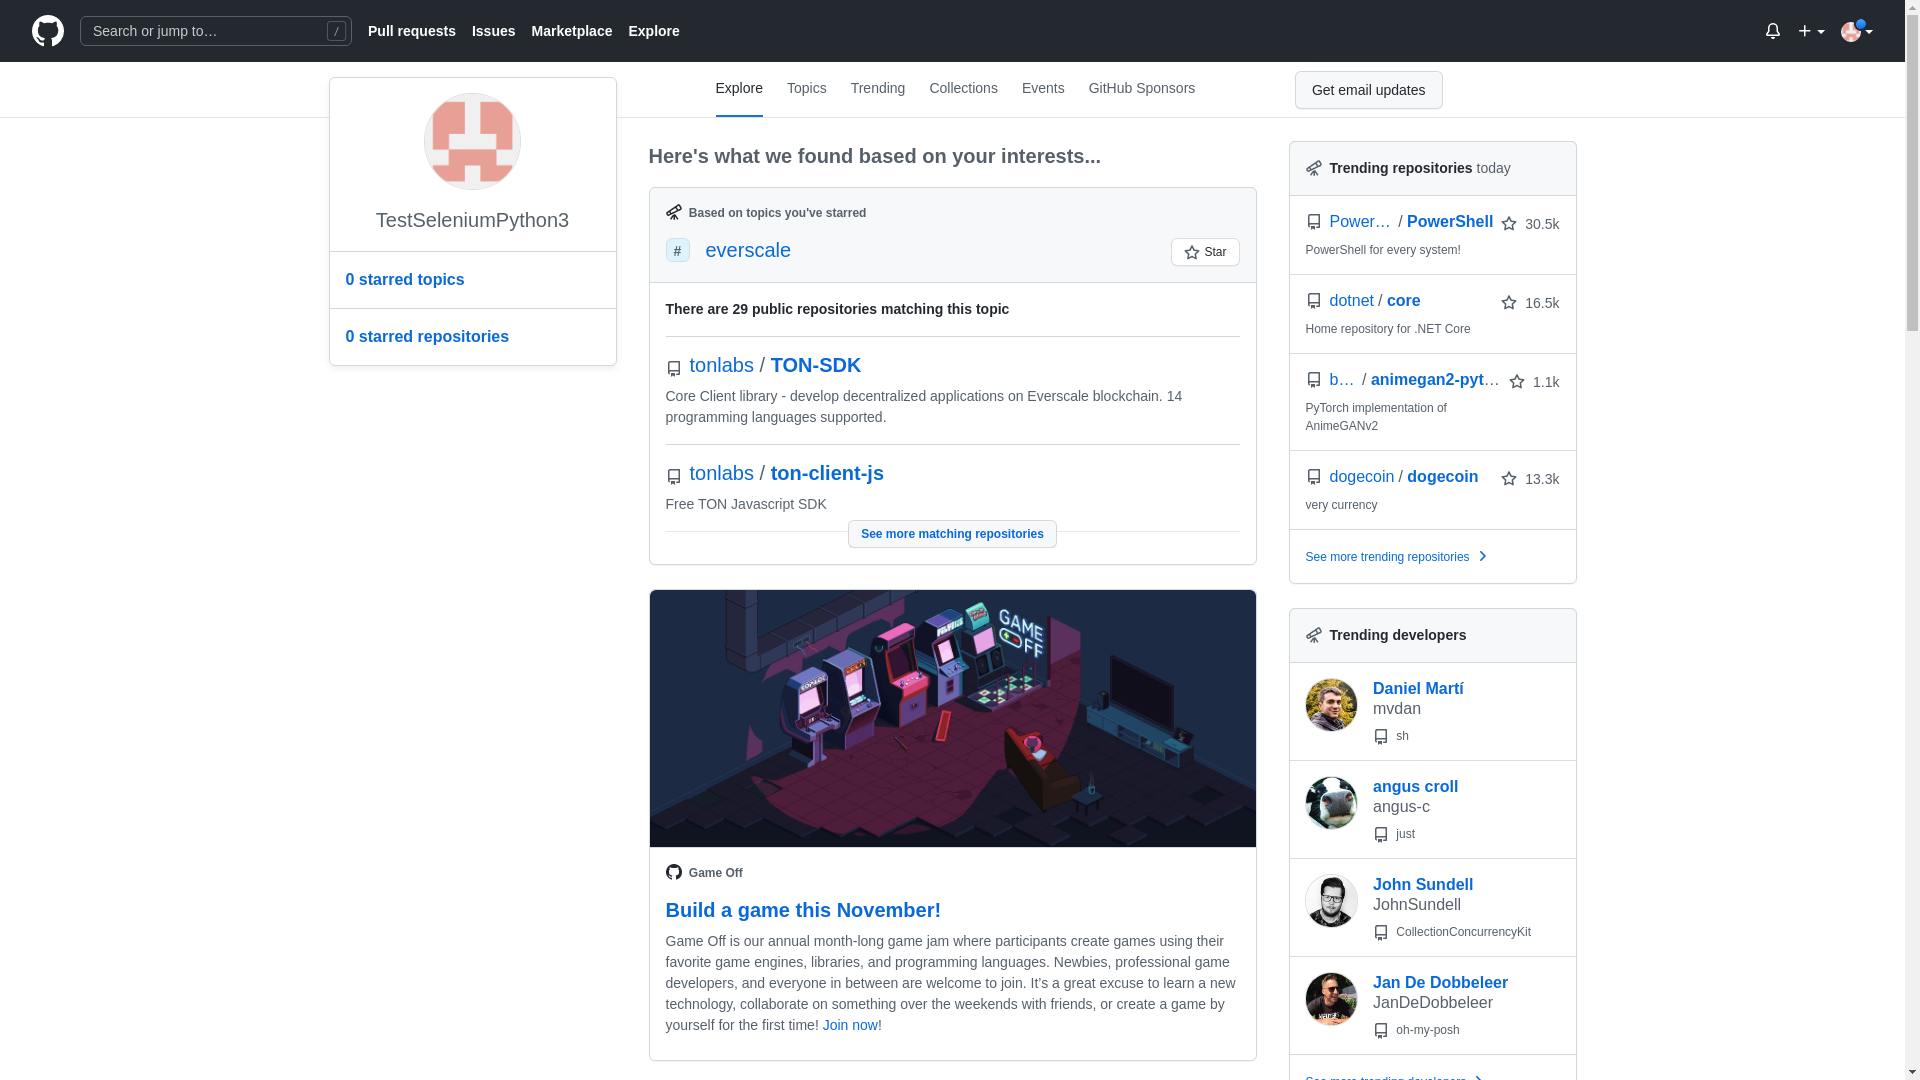 Search or jump to… /
Pull requests
Issues
Marketplace
Explore
Explore
Topics
Trending
Collections
Events
GitHub Sponsors
Get email updates
TestSeleniumPython3
0 starred topics
0 starred repositories
Here's what we found based on your interests...
Based on topics you've starred
# everscale
Star
There are 29 public repositories matching this topic
tonlabs / TON-SDK
Core Client library - develop decentralized applications on Everscale blockchain. 14
programming languages supported.
tonlabs / ton-client-js
Free TON Javascript SDK
See more matching repositories
GAME
OFF
Game Off
Build a game this November!
Game Off is our annual month-long game jam where participants create games using their
favorite game engines, libraries, and programming languages. Newbies, professional game
developers, and everyone in between are welcome to join. It's a great excuse to learn a new
technology, collaborate on something over the weekends with friends, or create a game by
yourself for the first time! Join now!
Trending repositories today
Power… / PowerShell 30.5k
PowerShell for every system!
dotnet / core 16.5k
Home repository for .NET Core
b… / animegan2-pyt… 1.1k
PyTorch implementation of
AnimeGANv2
dogecoin / dogecoin 13.3k
very currency
See more trending repositories
Trending developers
Daniel Martí
mvdan
sh
angus croll
angus-c
just
John Sundell
JohnSundell
CollectionConcurrencyKit
Jan De Dobbeleer
JanDeDobbeleer
oh-my-posh
See more trending developers